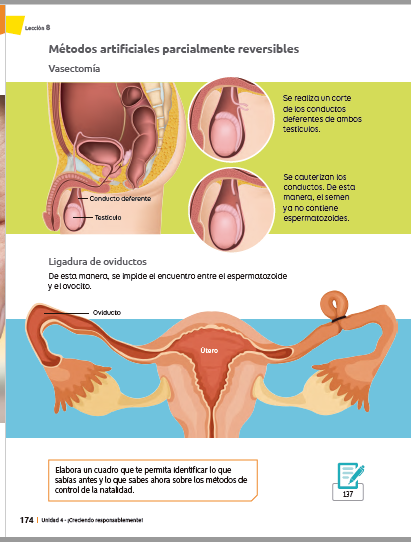 Lección 8
Métodos artificiales parcialmente reversibles
Vasectomía
Se realiza un corte
de los conductos
deferentes de ambos
testículos.
Conducto deferente
Testículo
Se cauterizan los
conductos. De esta
manera, el semen
ya no contiene
espermatozoides.
Ligadura de oviductos
De esta manera, se impide el encuentro entre el espermatozoide
y el ovocito.
Oviducto
Útero
Elabora un cuadro que te permita identificar lo que
sabías antes y lo que sabes ahora sobre los métodos de
control de la natalidad.
137
174 | Unidad 4 - ¡Creciendo responsablemente!